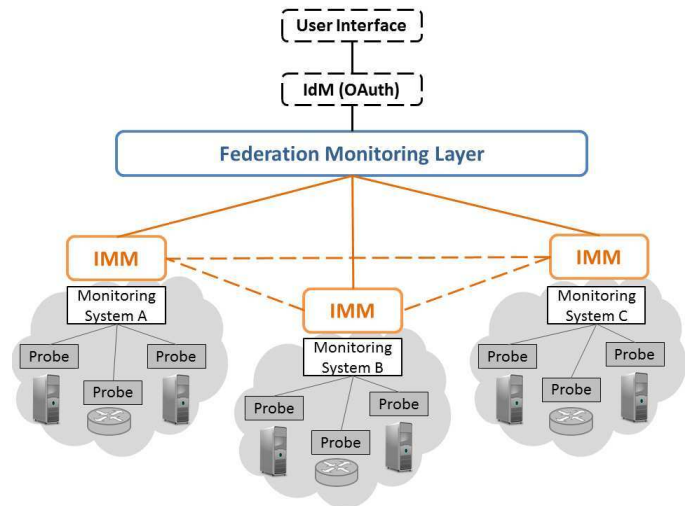 User Interface
IdM (OAuth)
Federation Monitoring Layer
IMM
IMM
IMM
Monitoring
System A
Monitoring
System B
Monitoring
System C
Probe
Probe
Probe
Probe
Probe
Probe
Probe
Probe
Probe